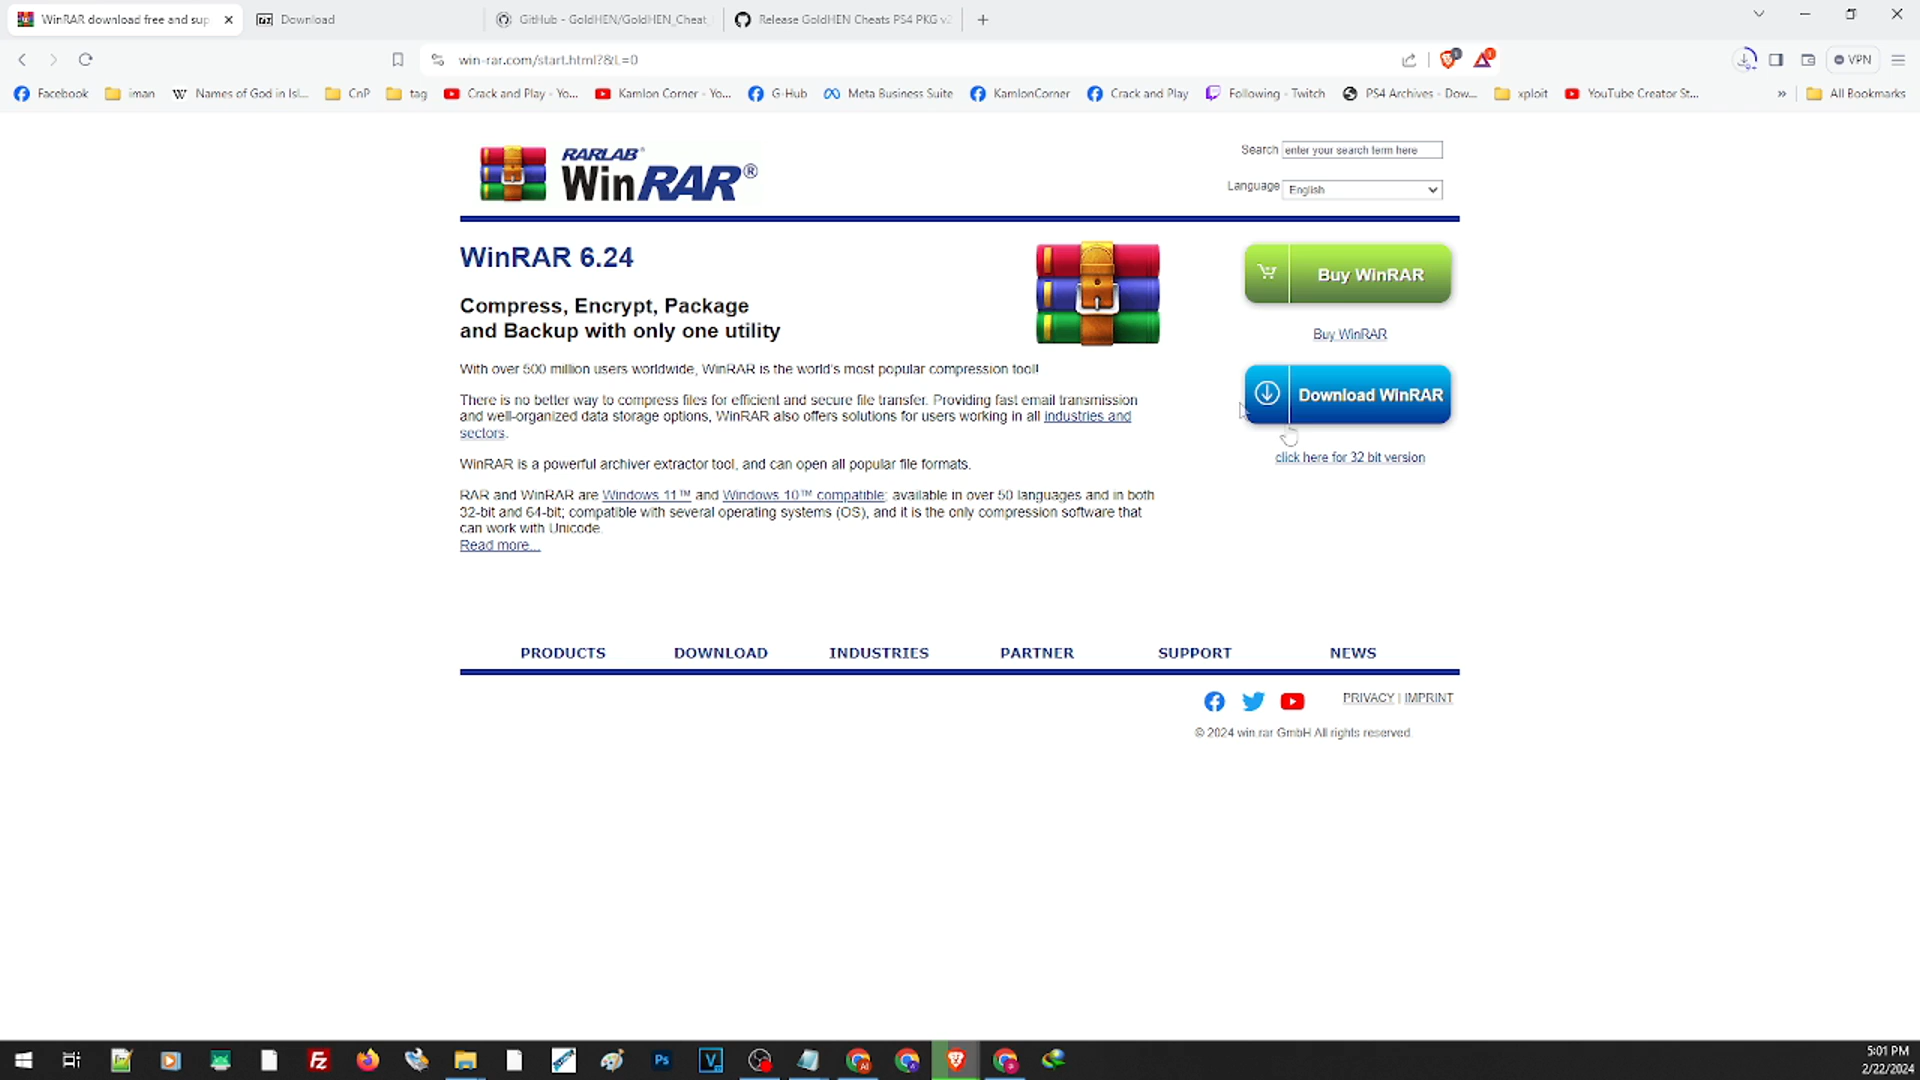 WinRAR download free and sup
Download
GitHub - GoldHEN/GoldHEN_Cheat
Release GoldHEN Cheats PS4 PKG v
win-rar.com/start.html?&L=0
VPN
Facebook
iman
Names of God in Isl...
CnP
tag
Crack and Play - Yo...
Kamlon Corner - Yo...
G-Hub
Meta Business Suite
KamlonCorner
Crack and Play
Following - Twitch
PS4 Archives - Dow...
xploit
YouTube Creator St...
»
All Bookmarks
RARLAB®
WinRAR®
Search enter your search term here
Language English
WinRAR 6.24
Compress, Encrypt, Package
and Backup with only one utility
With over 500 million users worldwide, WinRAR is the world's most popular compression tool!
There is no better way to compress files for efficient and secure file transfer. Providing fast email transmission
and well-organized data storage options, WinRAR also offers solutions for users working in all industries and
sectors.
WinRAR is a powerful archiver extractor tool, and can open all popular file formats.
RAR and WinRAR are Windows 11™ and Windows 10™ compatible; available in over 50 languages and in both
32-bit and 64-bit; compatible with several operating systems (OS), and it is the only compression software that
can work with Unicode.
Read more...
Buy WinRAR
Buy WinRAR
Download WinRAR
click here for 32 bit version
PRODUCTS DOWNLOAD INDUSTRIES PARTNER SUPPORT NEWS
PRIVACY | IMPRINT
© 2024 win.rar GmbH All rights reserved.
Fz
Ps
V
5:01 PM
2/22/2024